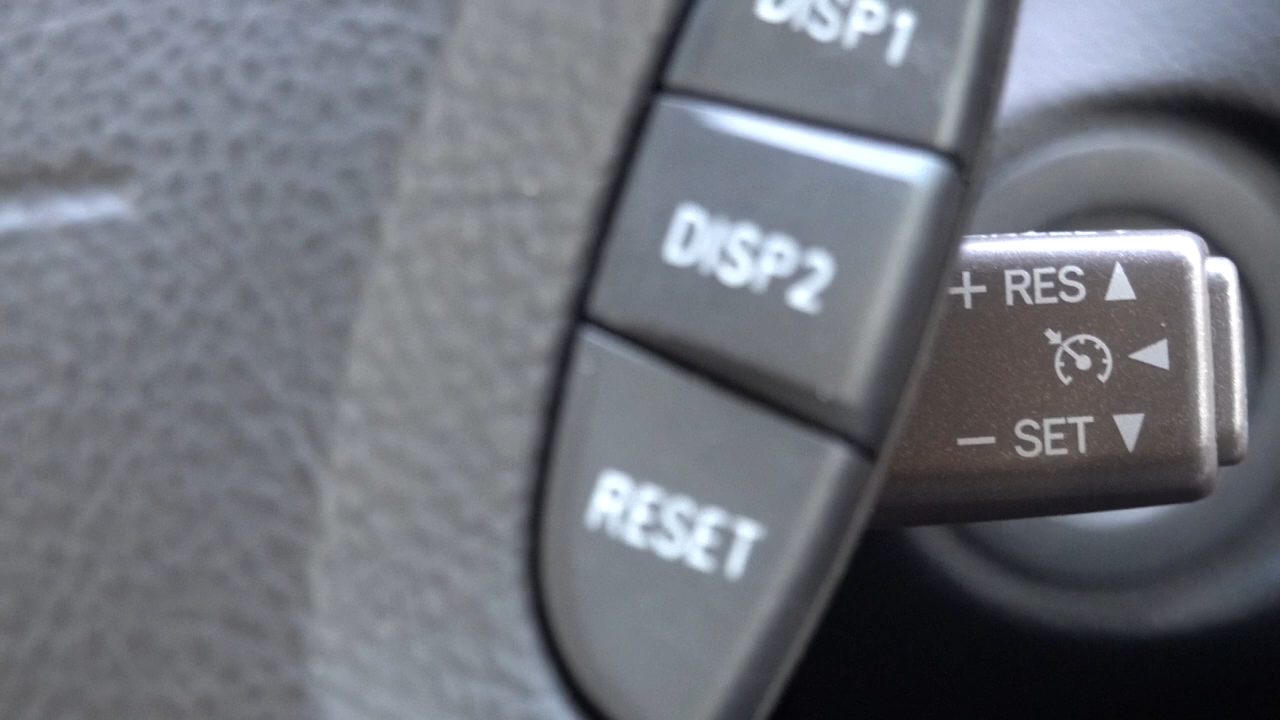 DISP1
DISP2
RESET
+ RES ▲
◀
− SET ▼